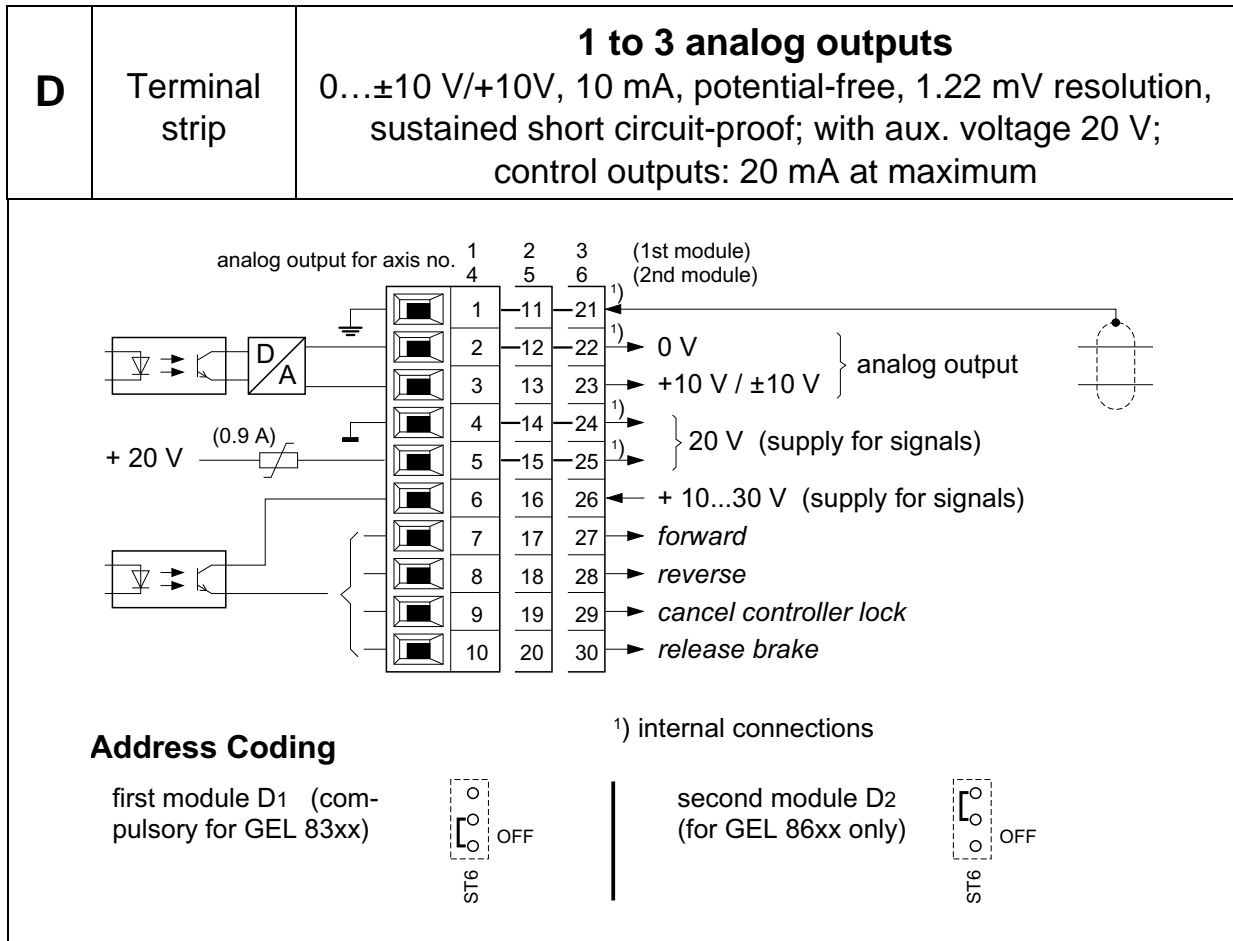 D
Terminal
strip
1 to 3 analog outputs
0…±10 V/+10V, 10 mA, potential-free, 1.22 mV resolution,
sustained short circuit-proof; with aux. voltage 20 V;
control outputs: 20 mA at maximum
analog output for axis no. 1 2 3 (1st module)
4 5 6 (2nd module)
1 11 21 1)
D
A
2 12 22 1) 0 V
3 13 23 +10 V / ±10 V
analog output
4 14 24 1)
+ 20 V (0.9 A)
5 15 25 1)
20 V (supply for signals)
6 16 26 + 10...30 V (supply for signals)
7 17 27 forward
8 18 28 reverse
9 19 29 cancel controller lock
10 20 30 release brake
1) internal connections
Address Coding
first module D1 (com-
pulsory for GEL 83xx)
OFF
ST6
second module D2
(for GEL 86xx only)
OFF
ST6